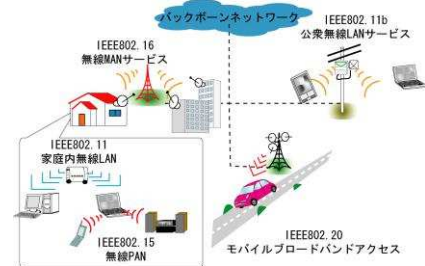 バックボーンネットワーク
IEEE802.11b
公衆無線LANサービス
IEEE802.16
無線MANサービス
IEEE802.11
家庭内無線LAN
IEEE802.15
無線PAN
IEEE802.20
モバイルブロードバンドアクセス